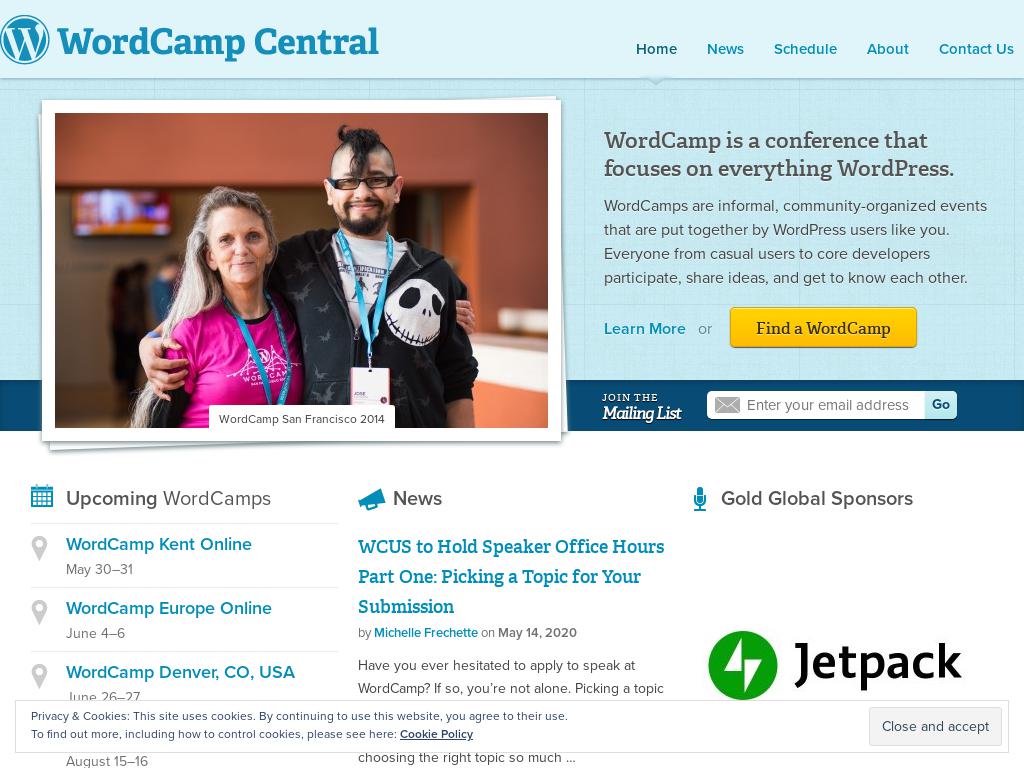 WordCamp Central
Home News Schedule About Contact Us
WordCamp San Francisco 2014
WordCamp is a conference that
focuses on everything WordPress.
WordCamps are informal, community-organized events
that are put together by WordPress users like you.
Everyone from casual users to core developers
participate, share ideas, and get to know each other.
Learn More or Find a WordCamp
JOIN THE
Mailing List
Enter your email address Go
Upcoming WordCamps
WordCamp Kent Online
May 30–31
WordCamp Europe Online
June 4–6
WordCamp Denver, CO, USA
June 26–27
August 15–16
News
WCUS to Hold Speaker Office Hours
Part One: Picking a Topic for Your
Submission
by Michelle Frechette on May 14, 2020
Have you ever hesitated to apply to speak at
WordCamp? If so, you’re not alone. Picking a topic
choosing the right topic so much …
Gold Global Sponsors
Jetpack
Privacy & Cookies: This site uses cookies. By continuing to use this website, you agree to their use.
To find out more, including how to control cookies, please see here: Cookie Policy
Close and accept